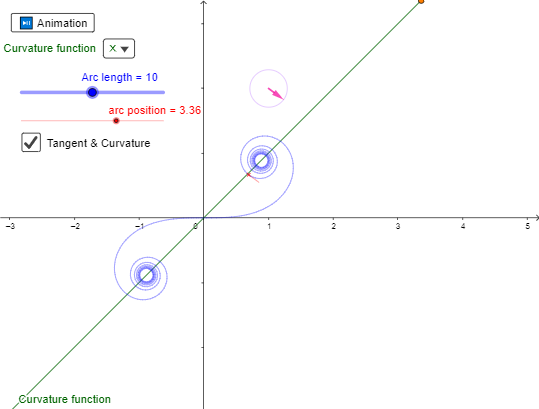 ⏯ Animation
Curvature function x ▼
Arc length = 10
arc position = 3.36
Tangent & Curvature
1
−3 −2 −1 0 1 2 3 4 5
Curvature function